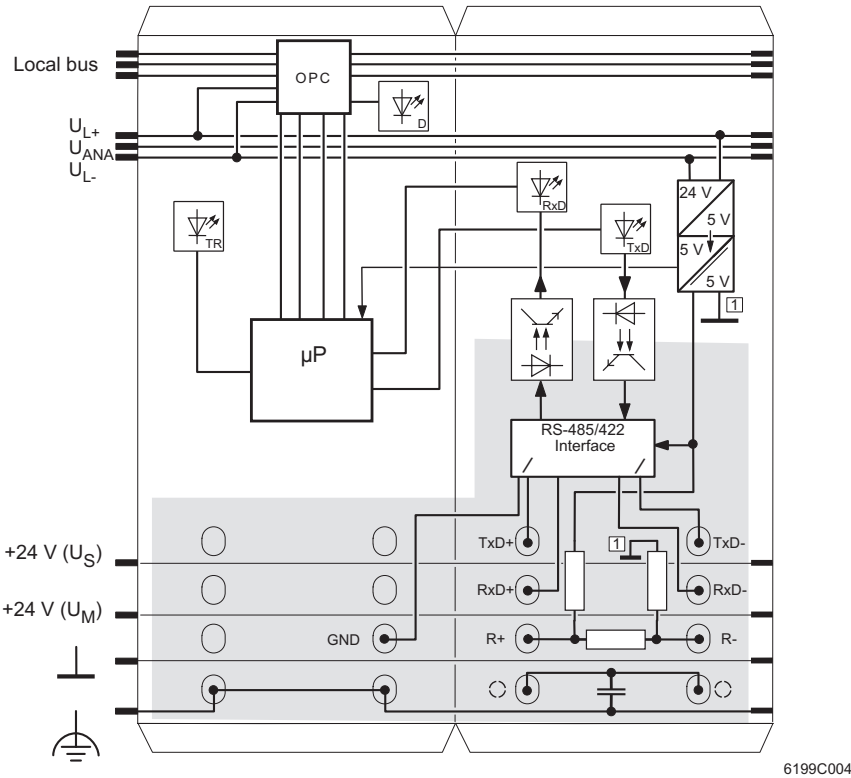 Local bus
OPC
D
UL+
UANA
UL-
RxD
24 V
5 V
TR
TxD
5 V
5 V
1
µP
RS-485/422
Interface
+24 V (US)
TxD+
1
TxD-
+24 V (UM)
RxD+
RxD-
GND
R+
R-
6199C004